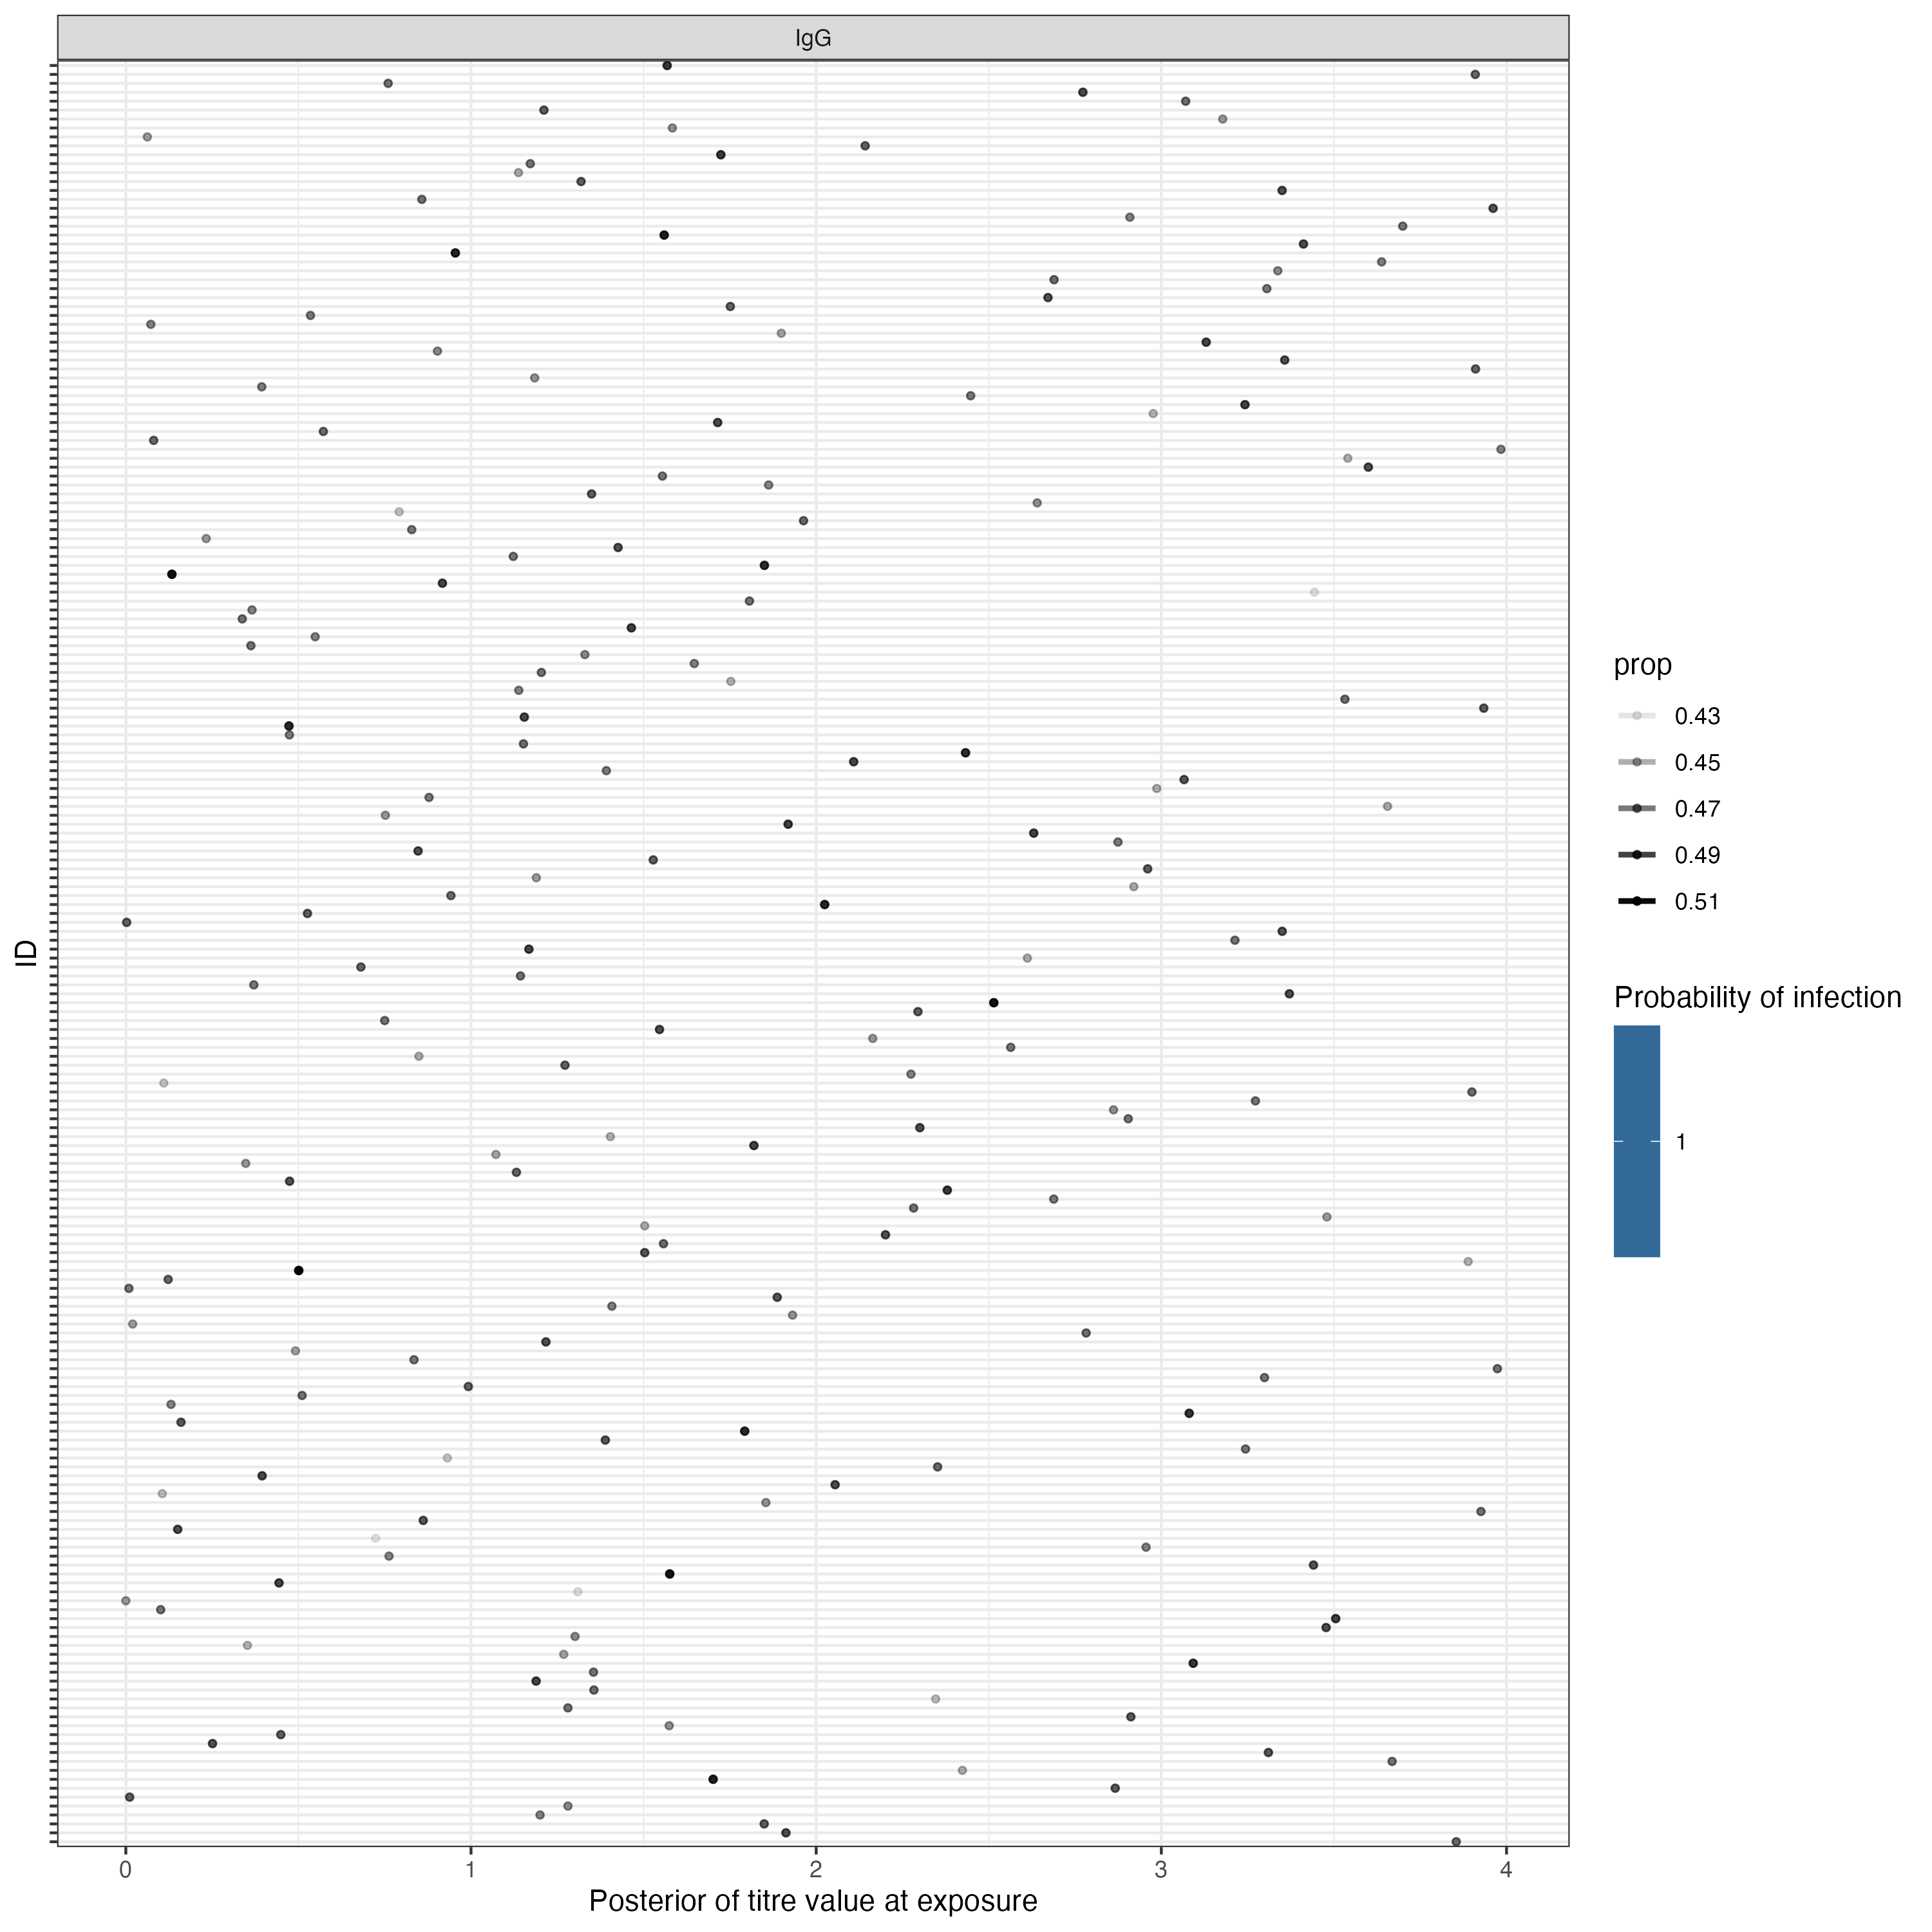 IgG
ID
prop
0.43
0.45
0.47
0.49
0.51
Probability of infection
1
0 1 2 3 4
Posterior of titre value at exposure